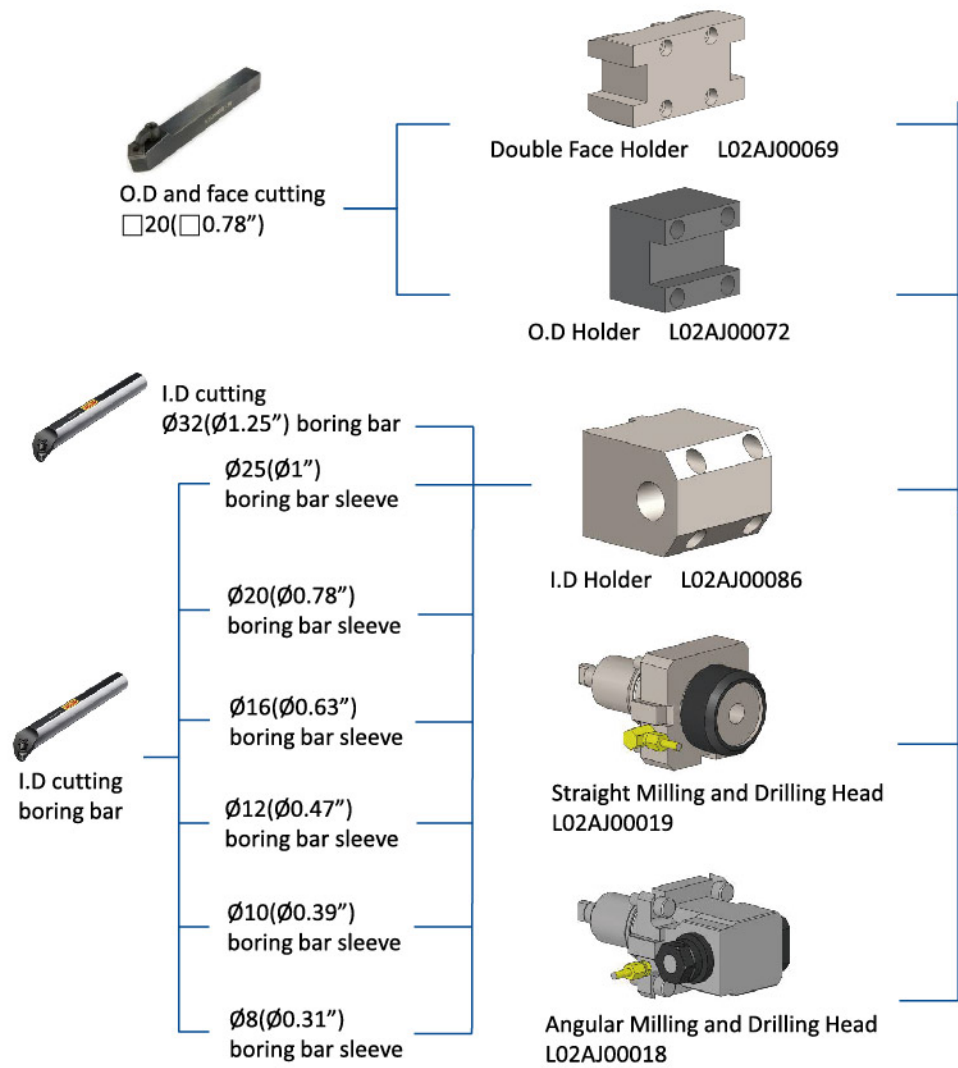 Double Face Holder L02AJ00069
O.D and face cutting
□20(□0.78”)
O.D Holder L02AJ00072
I.D cutting
Ø32(Ø1.25”) boring bar
Ø25(Ø1”)
boring bar sleeve
I.D Holder L02AJ00086
Ø20(Ø0.78”)
boring bar sleeve
Ø16(Ø0.63”)
boring bar sleeve
I.D cutting
boring bar
Straight Milling and Drilling Head
L02AJ00019
Ø12(Ø0.47”)
boring bar sleeve
Ø10(Ø0.39”)
boring bar sleeve
Ø8(Ø0.31”)
boring bar sleeve
Angular Milling and Drilling Head
L02AJ00018